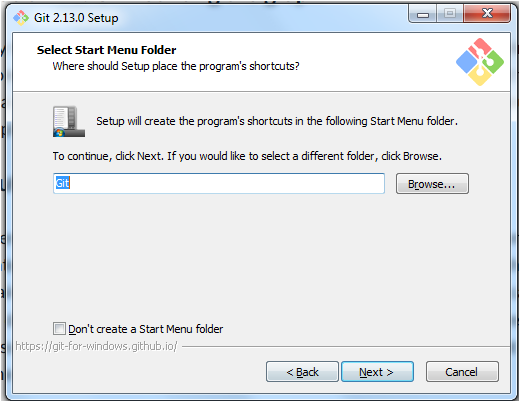 Git 2.13.0 Setup
Select Start Menu Folder
Where should Setup place the program's shortcuts?
Setup will create the program's shortcuts in the following Start Menu folder.
To continue, click Next. If you would like to select a different folder, click Browse.
Git
Browse...
Don't create a Start Menu folder
https://git-for-windows.github.io/
< Back
Next >
Cancel